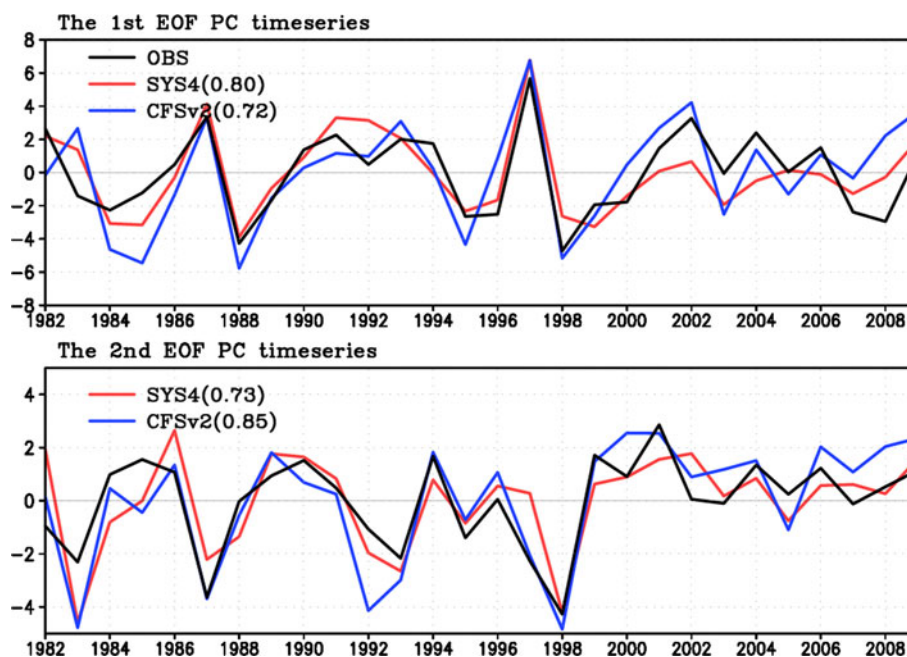 The 1st EOF PC timeseries
8
6
4
2
0
−2
−4
−6
−8
OBS
SYS4(0.80)
CFSv2(0.72)
1982 1984 1986 1988 1990 1992 1994 1996 1998 2000 2002 2004 2006 2008
The 2nd EOF PC timeseries
4
2
0
−2
−4
SYS4(0.73)
CFSv2(0.85)
1982 1984 1986 1988 1990 1992 1994 1996 1998 2000 2002 2004 2006 2008